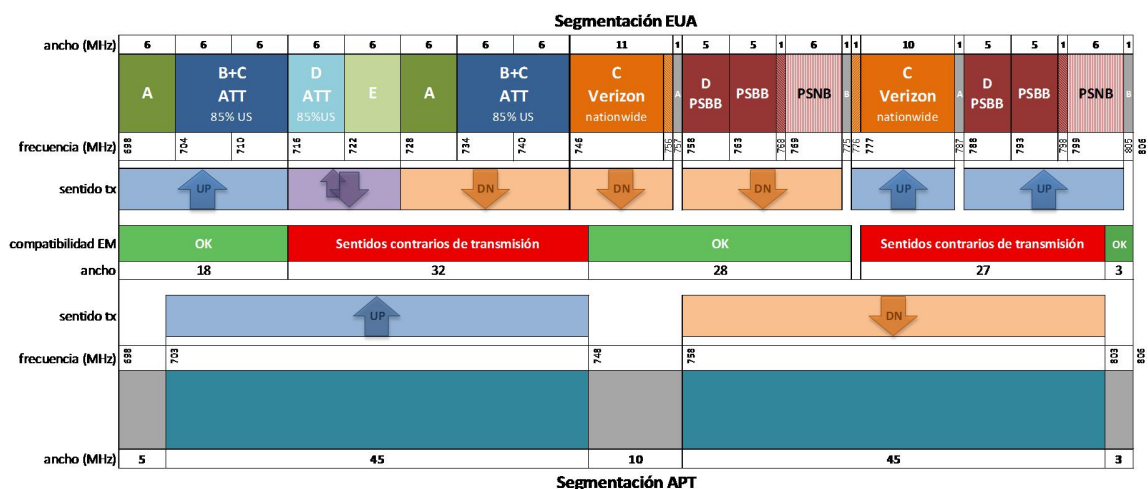 Segmentación EUA
ancho (MHz) 6 6 6 6 6 6 6 6 11 1 5 5 1 6 1 1 10 1 5 5 1 6 1
A B+C D E A B+C C A D PSBB PSNB B C A D PSBB PSNB B
ATT ATT ATT Verizon PSBB Verizon PSBB
85% US 85%US 85% US nationwide nationwide
frecuencia (MHz) 698 704 710 716 722 728 734 740 746 756 757 758 763 768 769 775 776 777 787 788 793 798 799 805 806
sentido tx UP DN DN DN UP UP
compatibilidad EM OK Sentidos contrarios de transmisión OK Sentidos contrarios de transmisión OK
ancho 18 32 28 27 3
sentido tx UP DN
frecuencia (MHz) 698 703 748 758 803 806
ancho (MHz) 5 45 10 45 3
Segmentación APT